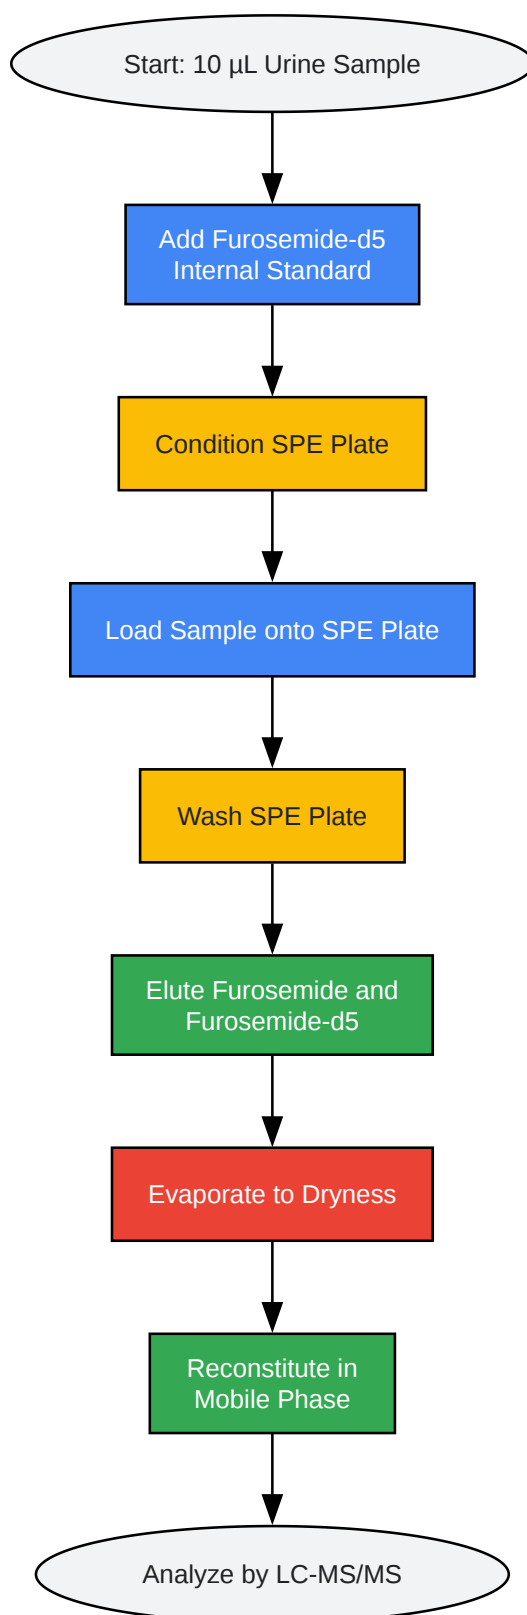 Start: 10 µL Urine Sample
Add Furosemide-d5
Internal Standard
Condition SPE Plate
Load Sample onto SPE Plate
Wash SPE Plate
Elute Furosemide and
Furosemide-d5
Evaporate to Dryness
Reconstitute in
Mobile Phase
Analyze by LC-MS/MS